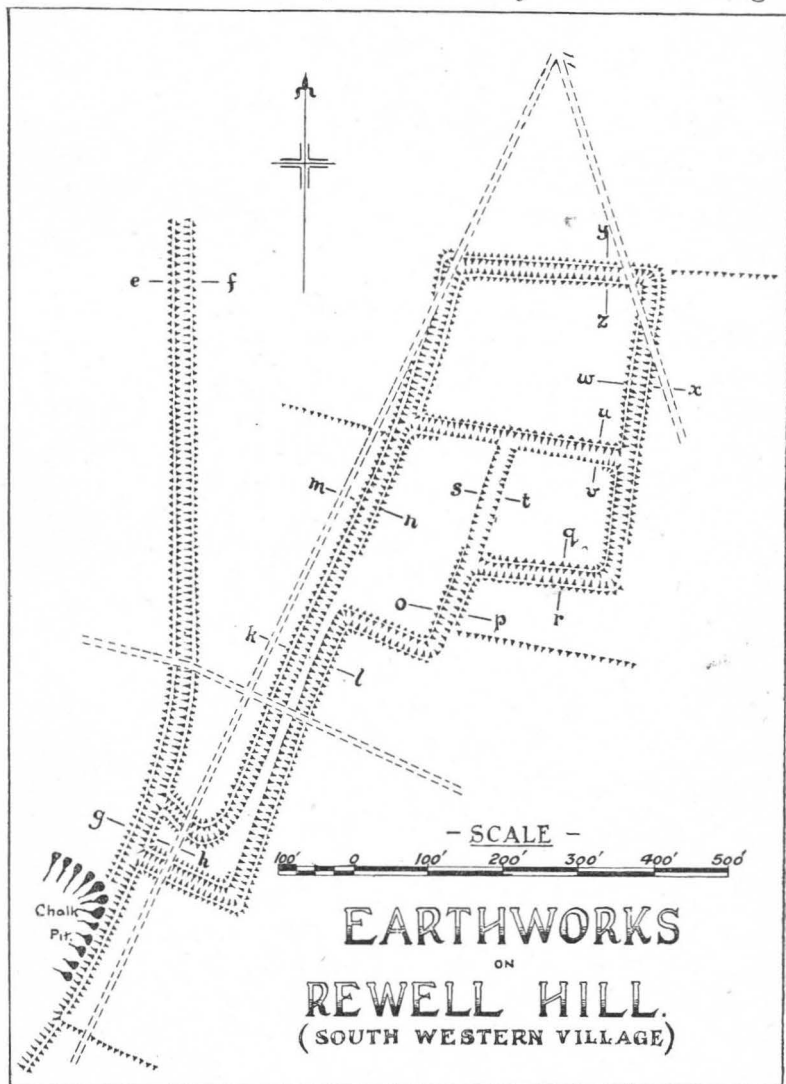 y
e f
z
w x
u
v
m n
s t
q
o p
r
k
l
g
h
- SCALE -
100' 0 100' 200' 300' 400' 500'
Chalk
Pit.
EARTHWORKS
ON
REWELL HILL.
(SOUTH WESTERN VILLAGE)